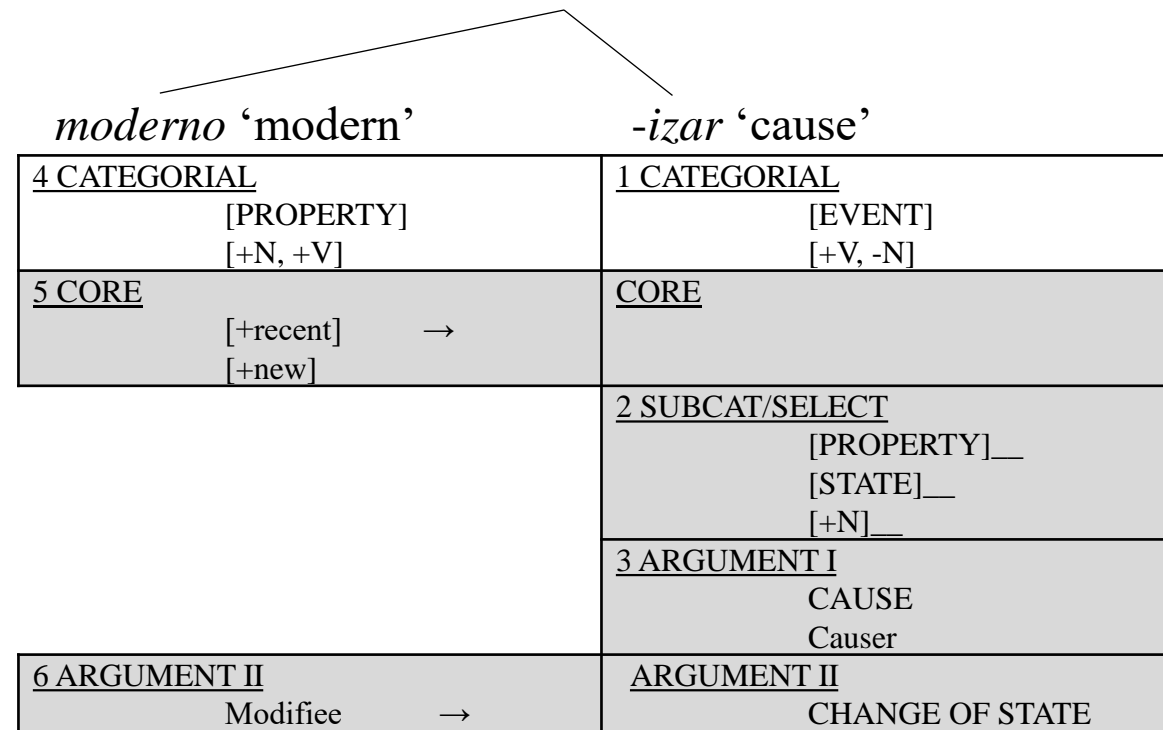 moderno ‘modern’ -izar ‘cause’
4 CATEGORIAL 1 CATEGORIAL
[PROPERTY] [EVENT]
[+N, +V] [+V, -N]
5 CORE CORE
[+recent] →
[+new]
2 SUBCAT/SELECT
[PROPERTY]__
[STATE]__
[+N]__
3 ARGUMENT I
CAUSE
Causer
6 ARGUMENT II ARGUMENT II
Modifiee → CHANGE OF STATE